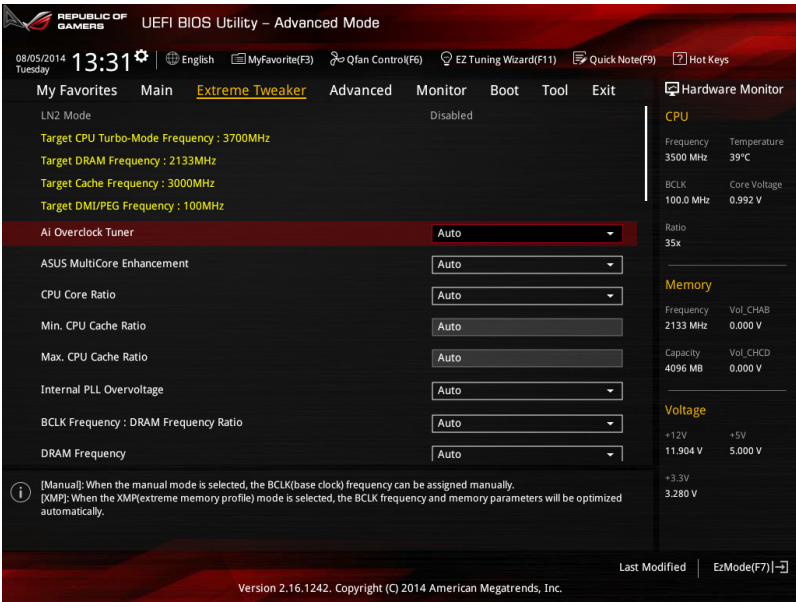 REPUBLIC OF
GAMERS
UEFI BIOS Utility – Advanced Mode
08/05/2014
Tuesday
13:31
English
MyFavorite(F3)
Qfan Control(F6)
EZ Tuning Wizard(F11)
Quick Note(F9)
? Hot Keys
My Favorites Main Extreme Tweaker Advanced Monitor Boot Tool Exit
LN2 Mode Disabled
Target CPU Turbo-Mode Frequency : 3700MHz
Target DRAM Frequency : 2133MHz
Target Cache Frequency : 3000MHz
Target DMI/PEG Frequency : 100MHz
Ai Overclock Tuner Auto
ASUS MultiCore Enhancement Auto
CPU Core Ratio Auto
Min. CPU Cache Ratio Auto
Max. CPU Cache Ratio Auto
Internal PLL Overvoltage Auto
BCLK Frequency : DRAM Frequency Ratio Auto
DRAM Frequency Auto
[Manual]: When the manual mode is selected, the BCLK(base clock) frequency can be assigned manually.
[XMP]: When the XMP(extreme memory profile) mode is selected, the BCLK frequency and memory parameters will be optimized
automatically.
Hardware Monitor
CPU
Frequency Temperature
3500 MHz 39°C
BCLK Core Voltage
100.0 MHz 0.992 V
Ratio
35x
Memory
Frequency Vol_CHAB
2133 MHz 0.000 V
Capacity Vol_CHCD
4096 MB 0.000 V
Voltage
+12V +5V
11.904 V 5.000 V
+3.3V
3.280 V
Last Modified
EzMode(F7)
Version 2.16.1242. Copyright (C) 2014 American Megatrends, Inc.